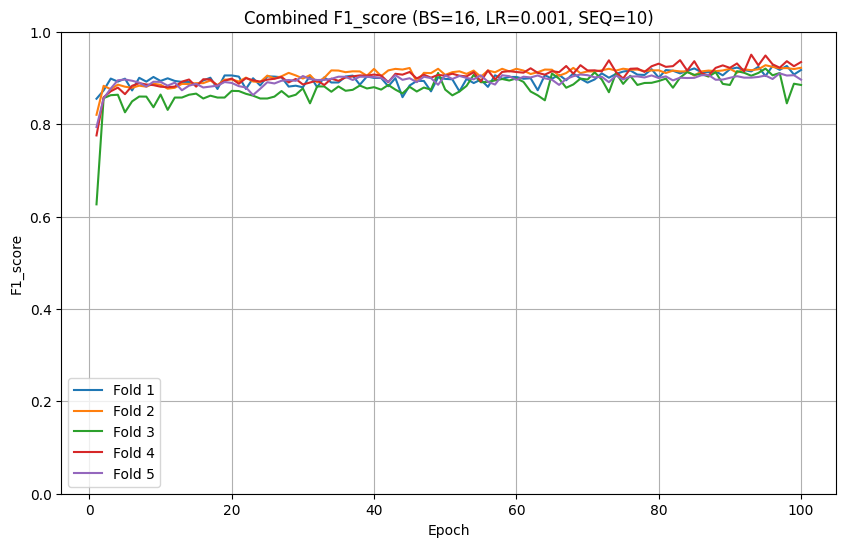 Combined F1_score (BS=16, LR=0.001, SEQ=10)
F1_score
1.0
0.8
0.6
0.4
0.2
0.0
Fold 1
Fold 2
Fold 3
Fold 4
Fold 5
0
20
40
60
80
100
Epoch